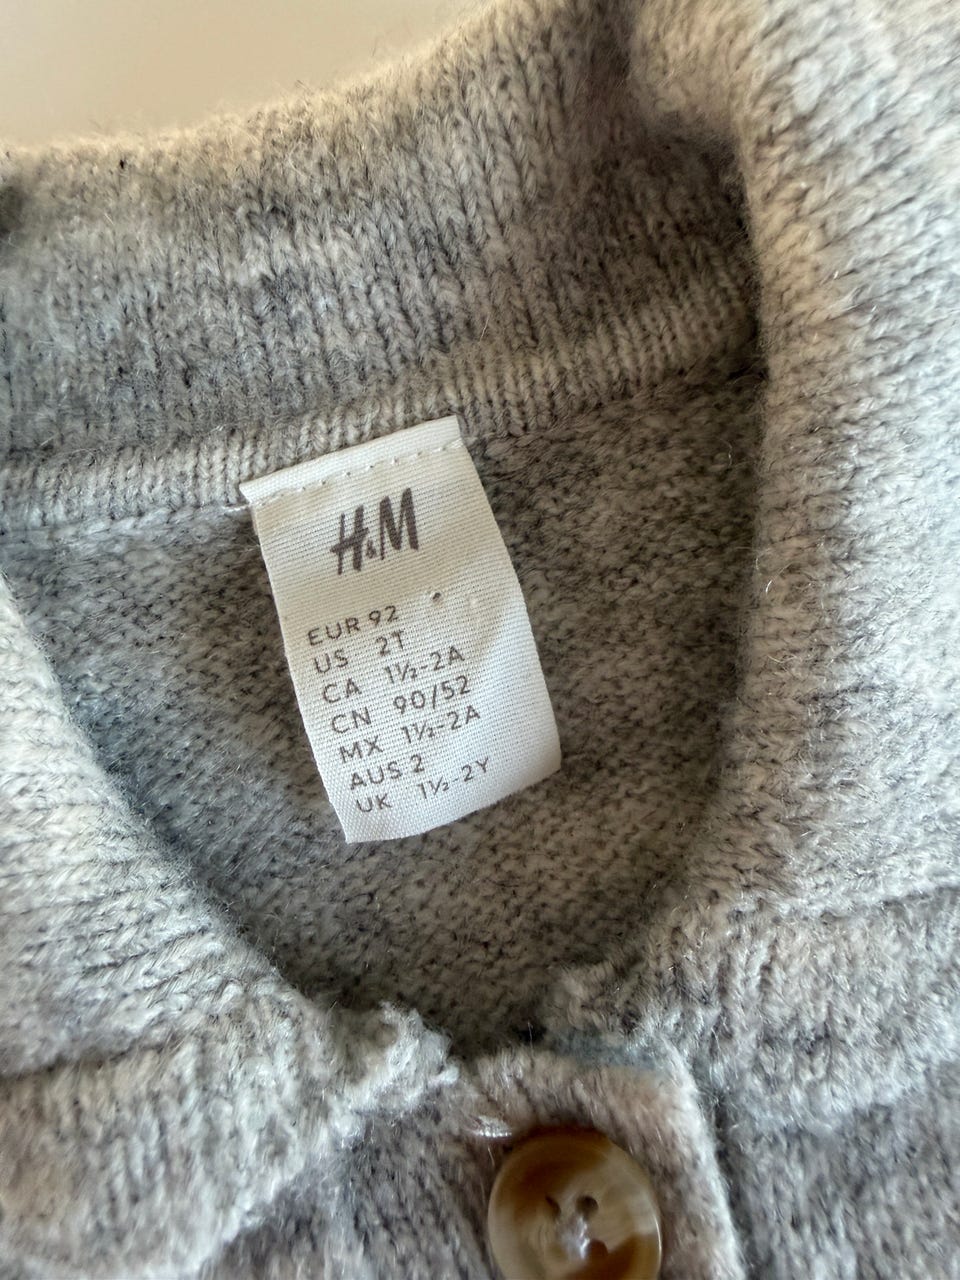 H&M
EUR 92
US 2T
CA 1½-2A
CN 90/52
MX 1½-2A
AUS 2
UK 1½-2Y